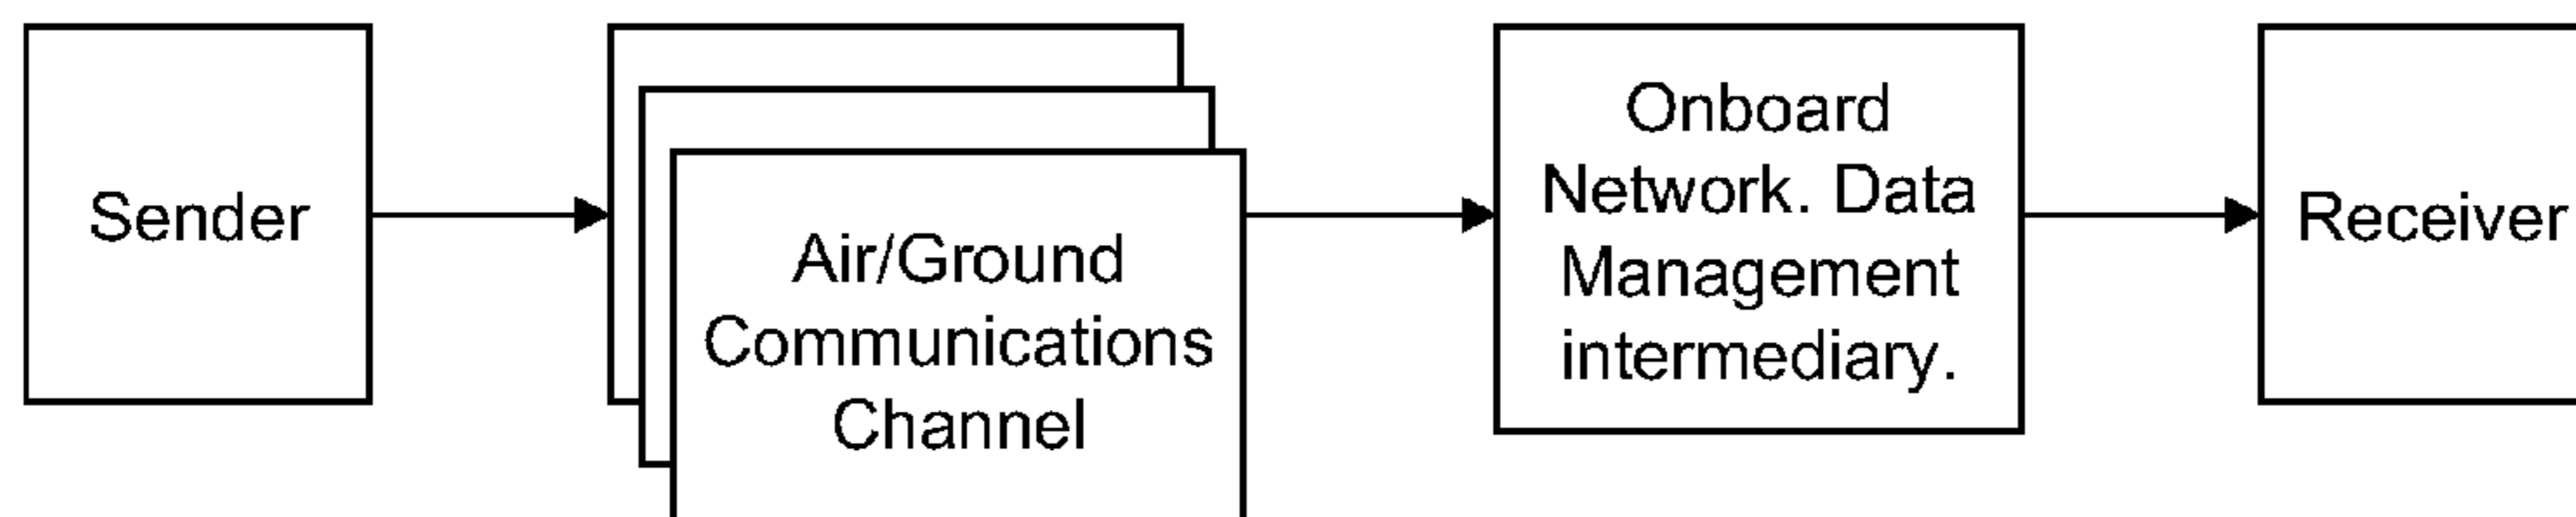 Sender
Air/Ground
Communications
Channel
Onboard
Network. Data
Management
intermediary.
Receiver